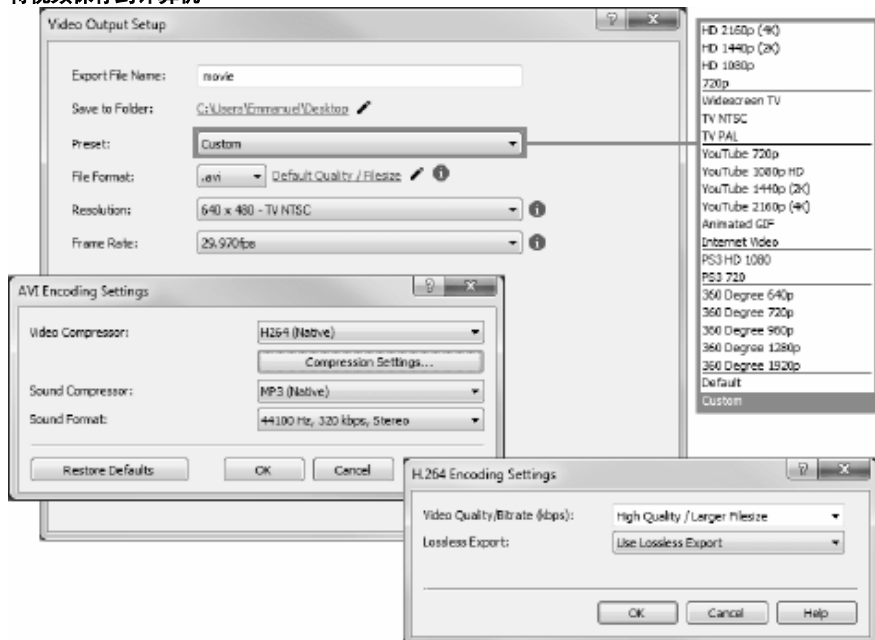 Video Output Setup
Export File Name:
movie
Save to Folder:
C:\Users\Emmanuel\Desktop
Preset:
Custom
File Format:
.avi
Default Quality / Filesize
Resolution:
640 x 480 - TV NTSC
Frame Rate:
29.970fps
HD 2160p (4K)
HD 1440p (2K)
HD 1080p
720p
Widescreen TV
TV NTSC
TV PAL
YouTube 720p
YouTube 1080p HD
YouTube 1440p (2K)
YouTube 2160p (4K)
Animated GIF
Internet Video
PS3 HD 1080
PS3 720
360 Degree 640p
360 Degree 720p
360 Degree 960p
360 Degree 1280p
360 Degree 1920p
Default
Custom
AVI Encoding Settings
Video Compressor:
H264 (Native)
Compression Settings...
Sound Compressor:
MP3 (Native)
Sound Format:
44100 Hz, 320 kbps, Stereo
Restore Defaults
OK
Cancel
H.264 Encoding Settings
Video Quality/Bitrate (kbps):
High Quality / Larger Filesize
Lossless Export:
Use Lossless Export
OK
Cancel
Help